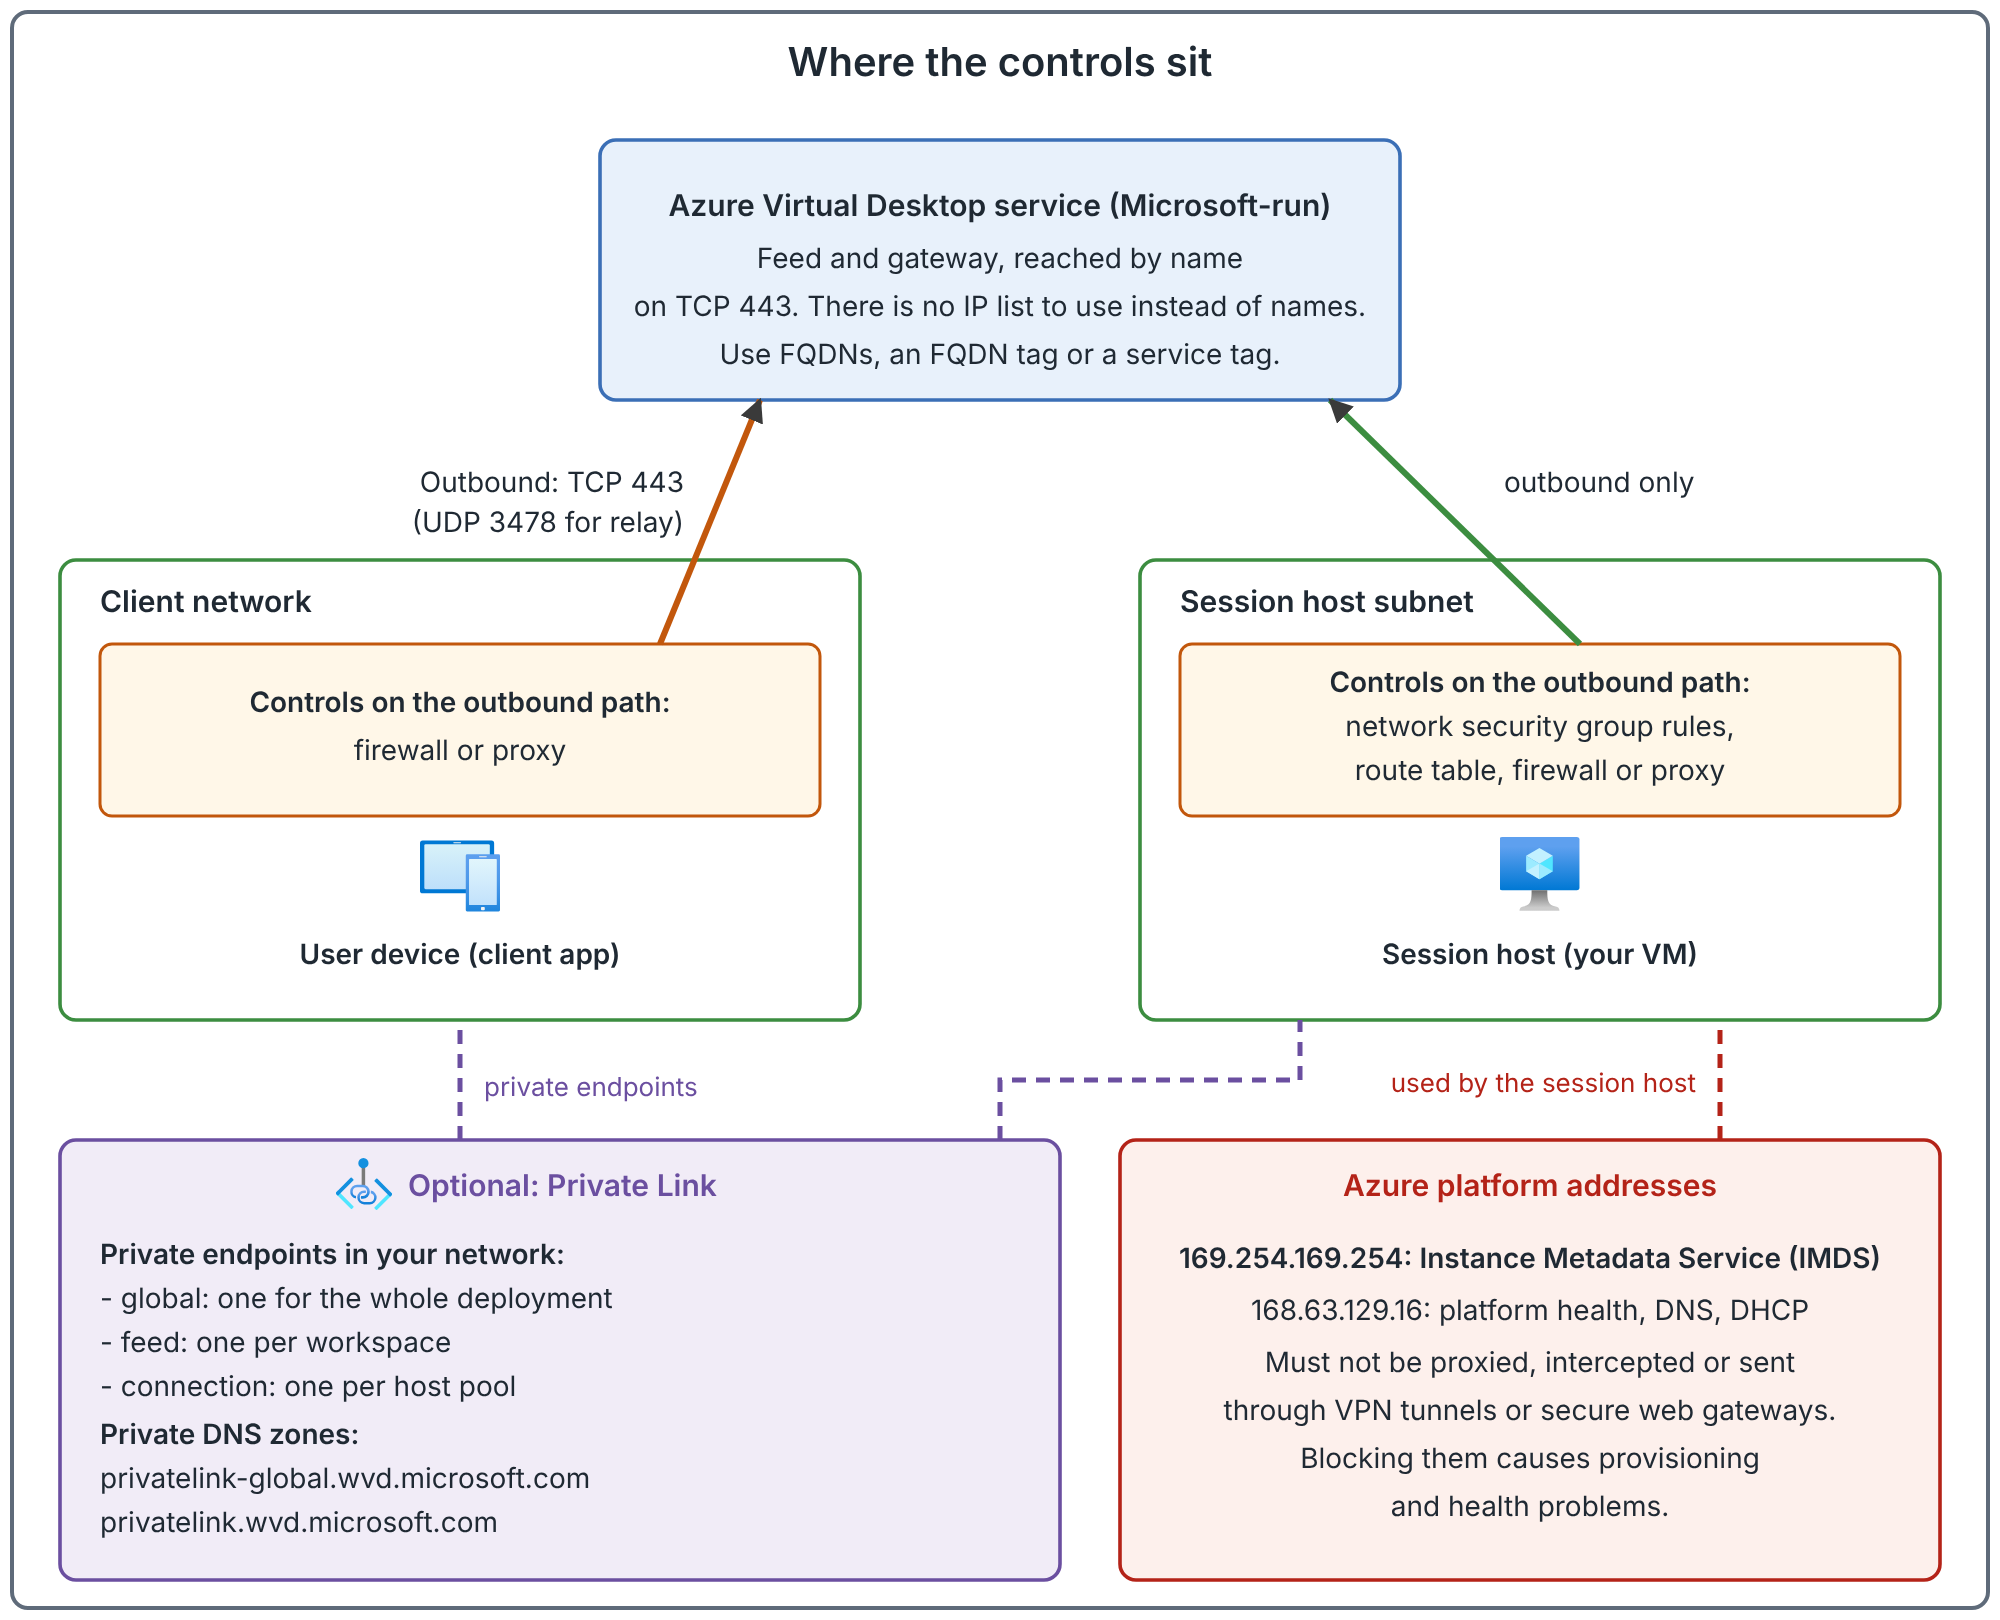 Where the controls sit
Azure Virtual Desktop service (Microsoft-run)
Feed and gateway, reached by name
on TCP 443. There is no IP list to use instead of names.
Use FQDNs, an FQDN tag or a service tag.
Outbound: TCP 443
(UDP 3478 for relay)
outbound only
Client network
Controls on the outbound path:
firewall or proxy
User device (client app)
Session host subnet
Controls on the outbound path:
network security group rules,
route table, firewall or proxy
Session host (your VM)
private endpoints
used by the session host
Optional: Private Link
Private endpoints in your network:
- global: one for the whole deployment
- feed: one per workspace
- connection: one per host pool
Private DNS zones:
privatelink-global.wvd.microsoft.com
privatelink.wvd.microsoft.com
Azure platform addresses
169.254.169.254: Instance Metadata Service (IMDS)
168.63.129.16: platform health, DNS, DHCP
Must not be proxied, intercepted or sent
through VPN tunnels or secure web gateways.
Blocking them causes provisioning
and health problems.